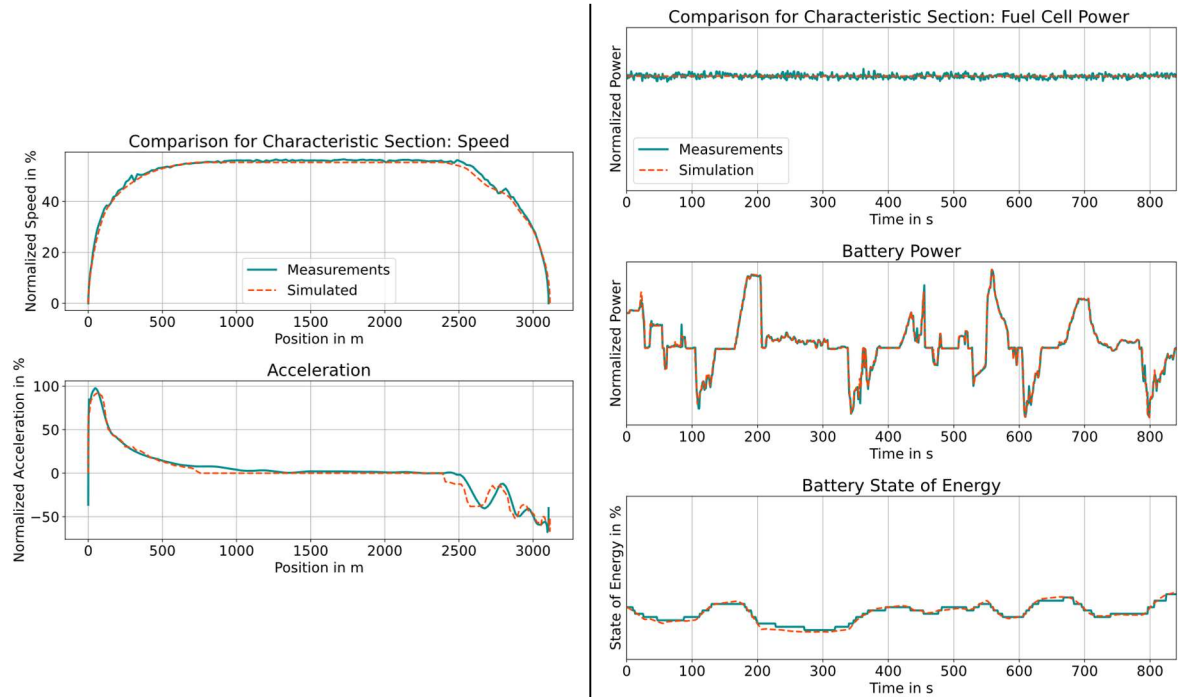 Comparison for Characteristic Section: Speed
Normalized Speed in %
40
20
0
Measurements
Simulated
0 500 1000 1500 2000 2500 3000
Position in m
Acceleration
Normalized Acceleration in %
100
50
0
−50
0 500 1000 1500 2000 2500 3000
Position in m
Comparison for Characteristic Section: Fuel Cell Power
Normalized Power
Measurements
Simulation
0 100 200 300 400 500 600 700 800
Time in s
Battery Power
Normalized Power
0 100 200 300 400 500 600 700 800
Time in s
Battery State of Energy
State of Energy in %
0 100 200 300 400 500 600 700 800
Time in s